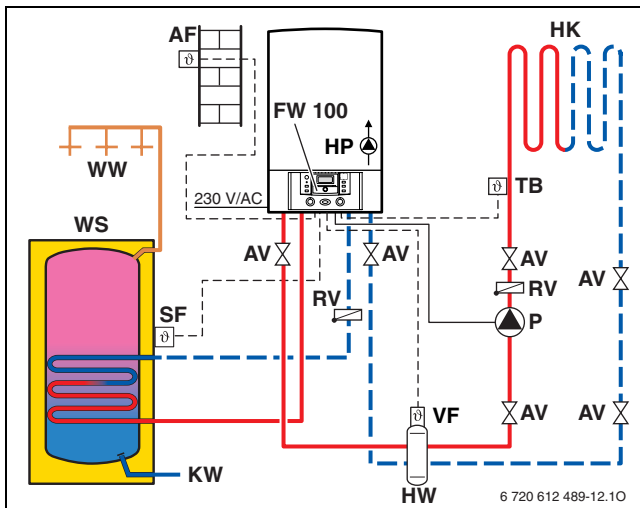 AF
HK
FW 100
HP
WW
TB
230 V/AC
WS
AV
AV
AV
AV
RV
RV
SF
P
VF
AV
AV
KW
HW
6 720 612 489-12.1O